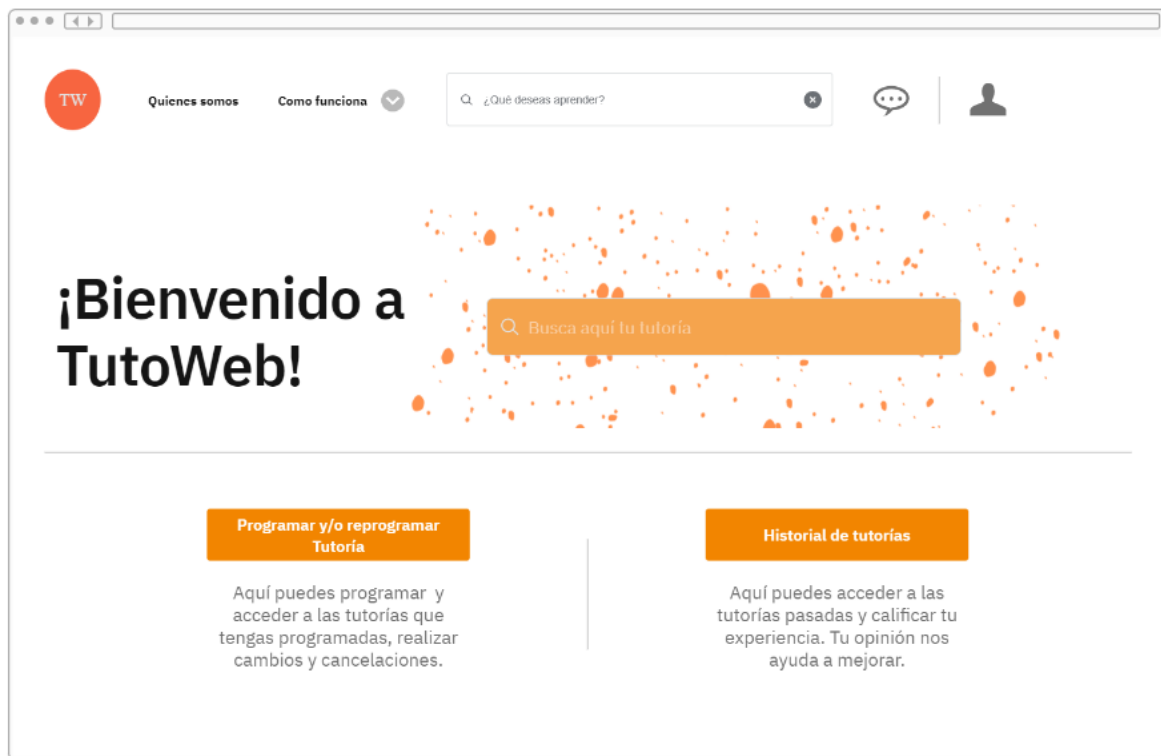 TW
Quienes somos
Como funciona
¿Qué deseas aprender?
¡Bienvenido a
TutoWeb!
Busca aquí tu tutoría
Programar y/o reprogramar
Tutoría
Aquí puedes programar y
acceder a las tutorías que
tengas programadas, realizar
cambios y cancelaciones.
Historial de tutorías
Aquí puedes acceder a las
tutorías pasadas y calificar tu
experiencia. Tu opinión nos
ayuda a mejorar.